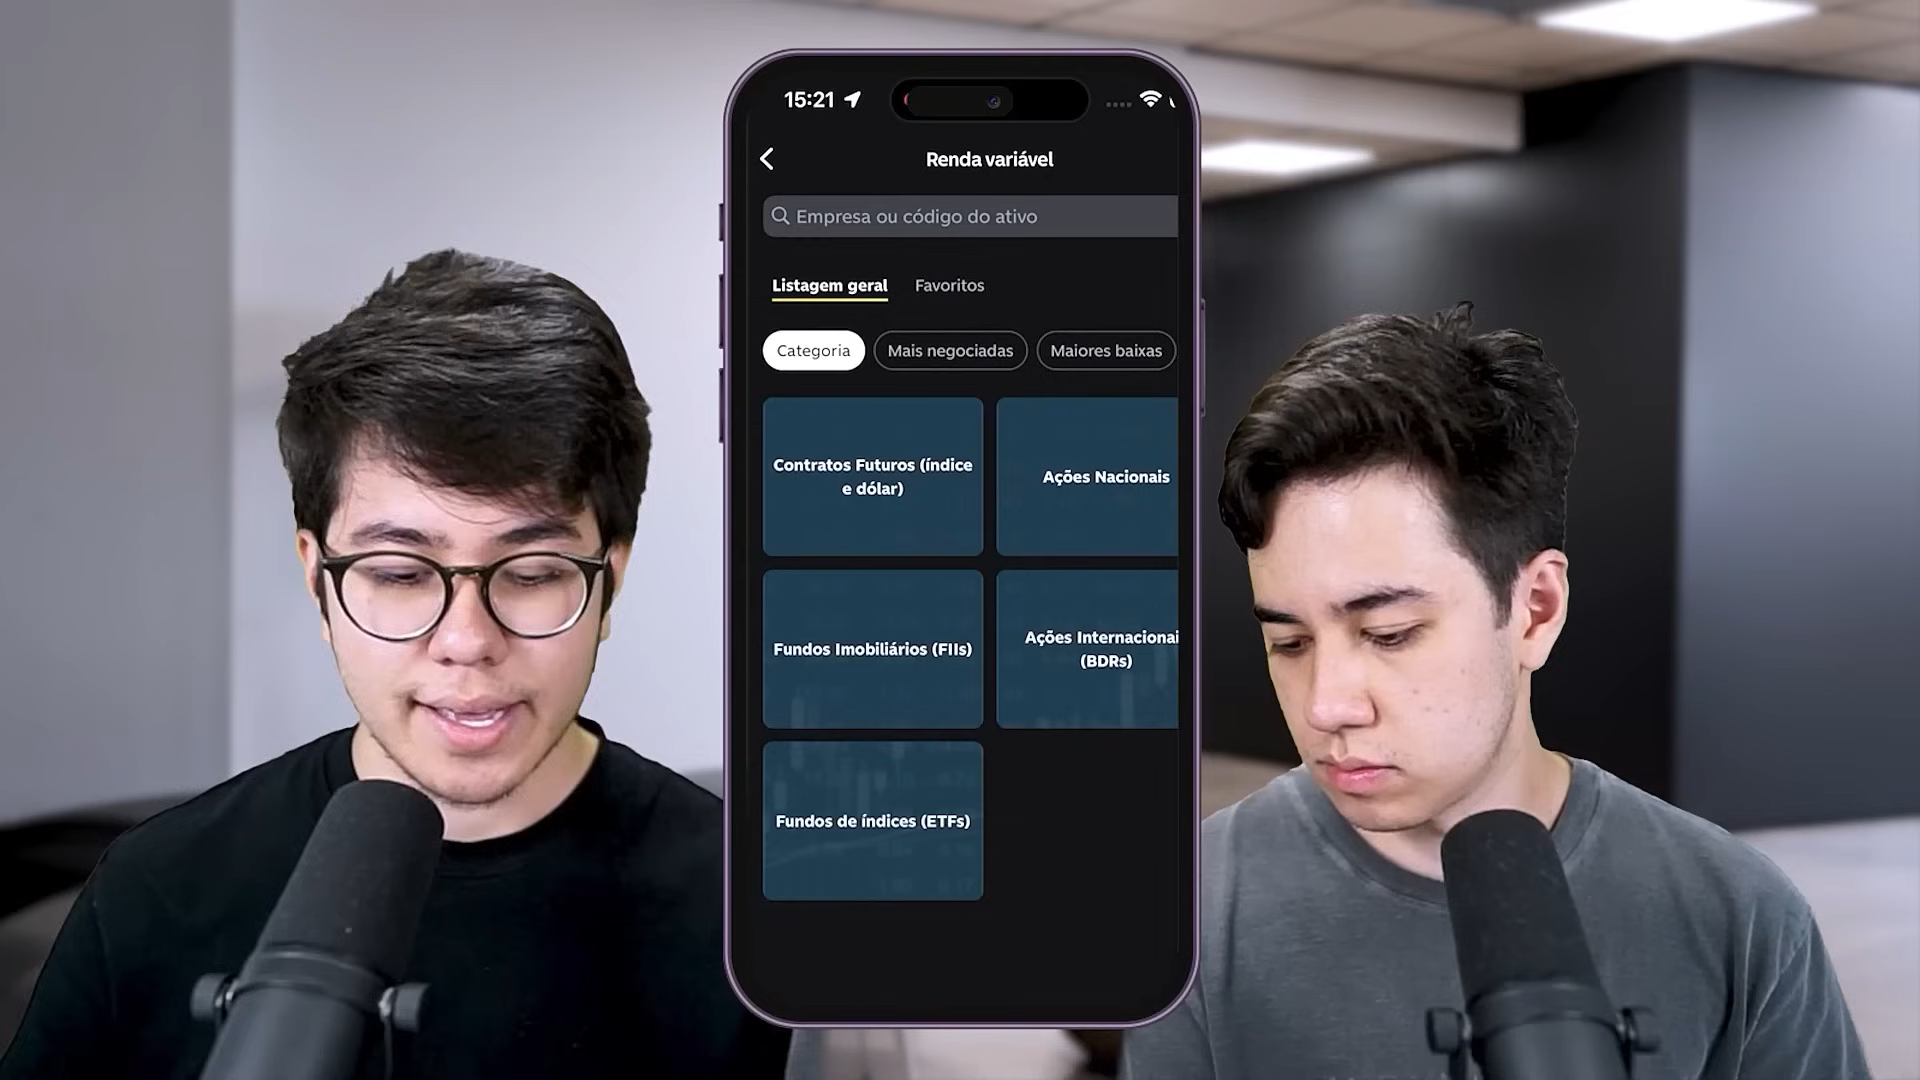 15:21
Renda variável
Empresa ou código do ativo
Listagem geral Favoritos
Categoria Mais negociadas Maiores baixas
Contratos Futuros (índice
e dólar)
Ações Nacionais
Fundos Imobiliários (FIIs)
Ações Internacionai
(BDRs)
Fundos de índices (ETFs)